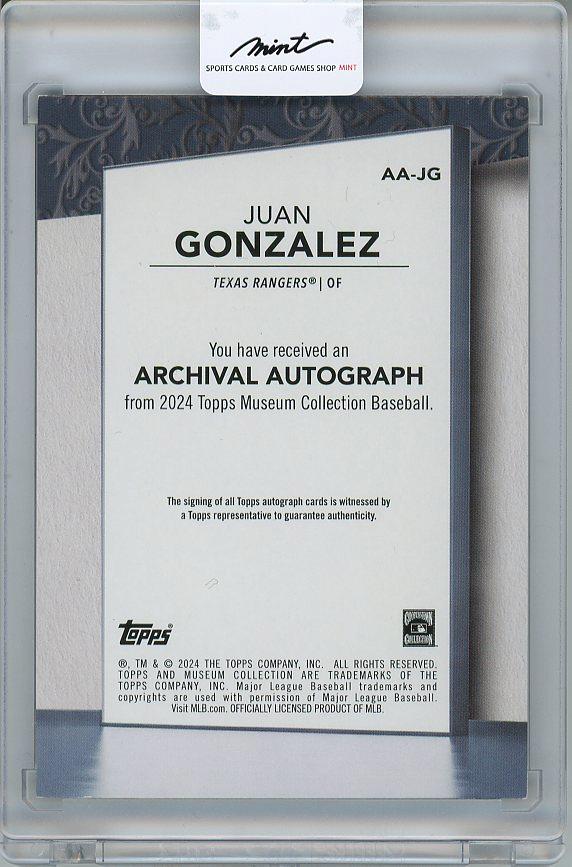 mint
SPORTS CARDS & CARD GAMES SHOP MINT
AA-JG
JUAN
GONZALEZ
TEXAS RANGERS® | OF
You have received an
ARCHIVAL AUTOGRAPH
from 2024 Topps Museum Collection Baseball.
The signing of all Topps autograph cards is witnessed by
a Topps representative to guarantee authenticity.
topps®
COOPERSTOWN
COLLECTION
®, TM & © 2024 THE TOPPS COMPANY, INC. ALL RIGHTS RESERVED.
TOPPS AND MUSEUM COLLECTION ARE TRADEMARKS OF THE
TOPPS COMPANY, INC. Major League Baseball trademarks and
copyrights are used with permission of Major League Baseball.
Visit MLB.com. OFFICIALLY LICENSED PRODUCT OF MLB.